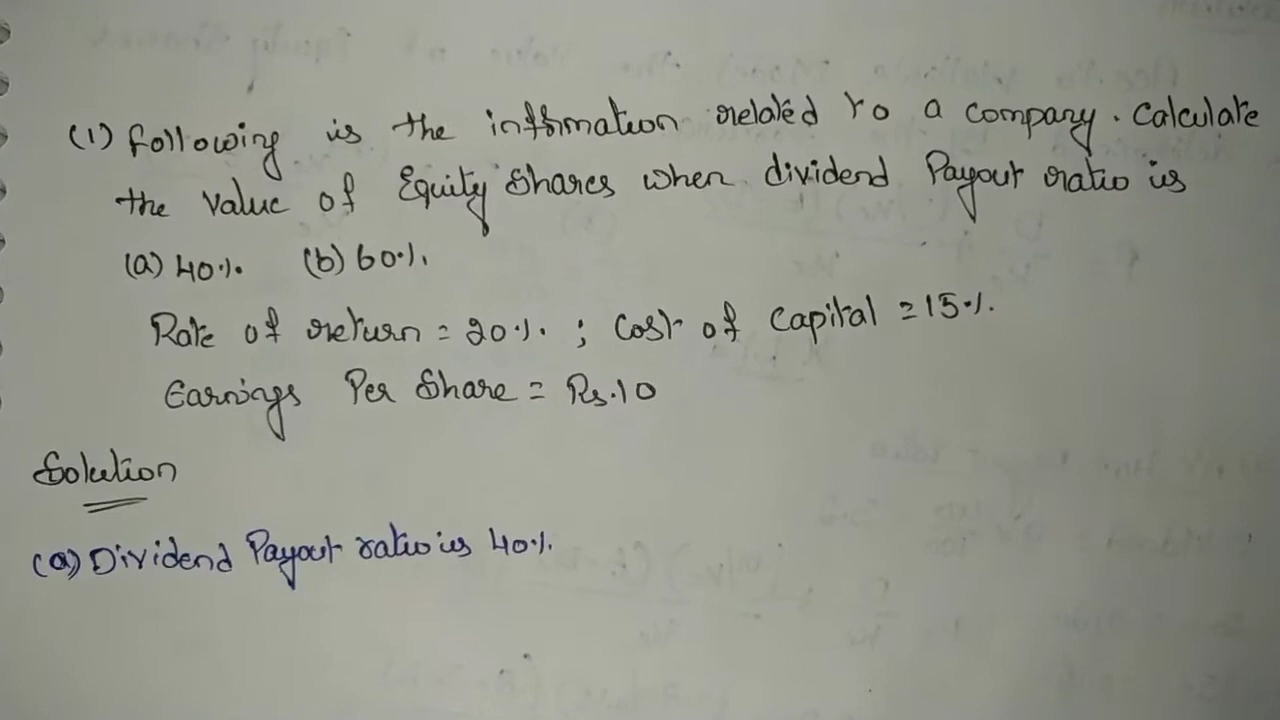 (1) Following is the information related to a company. Calculate
the value of Equity Shares when dividend Payout ratio is
(a) 40%. (b) 60%.
Rate of return = 20%. ; Cost of Capital = 15%.
Earnings Per Share = Rs.10
Solution
(a) Dividend Payout ratio is 40%.